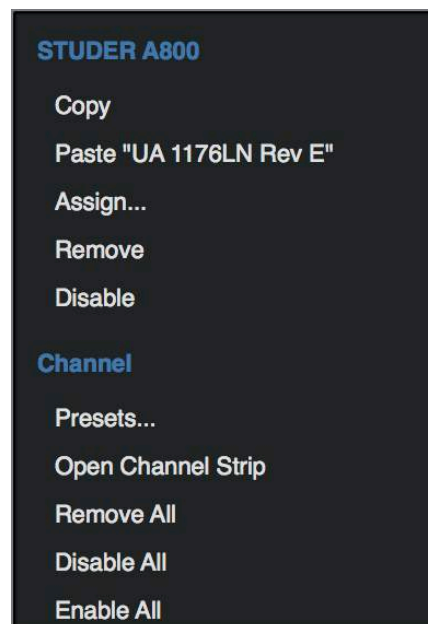 STUDER A800
Copy
Paste "UA 1176LN Rev E"
Assign...
Remove
Disable
Channel
Presets...
Open Channel Strip
Remove All
Disable All
Enable All